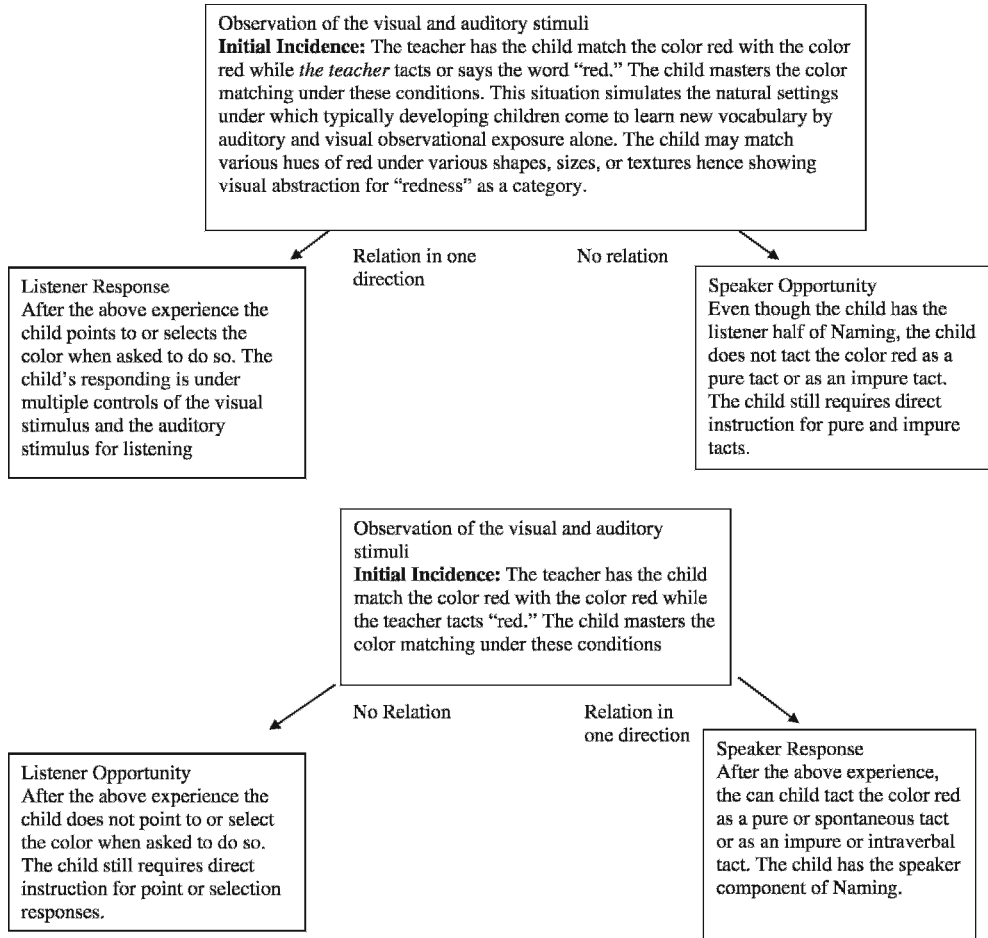 Observation of the visual and auditory stimuli
Initial Incidence: The teacher has the child match the color red with the color
red while the teacher tacts or says the word “red.” The child masters the color
matching under these conditions. This situation simulates the natural settings
under which typically developing children come to learn new vocabulary by
auditory and visual observational exposure alone. The child may match
various hues of red under various shapes, sizes, or textures hence showing
visual abstraction for “redness” as a category.
Relation in one
direction
No relation
Listener Response
After the above experience the
child points to or selects the
color when asked to do so. The
child’s responding is under
multiple controls of the visual
stimulus and the auditory
stimulus for listening
Speaker Opportunity
Even though the child has the
listener half of Naming, the child
does not tact the color red as a
pure tact or as an impure tact.
The child still requires direct
instruction for pure and impure
tacts.
Observation of the visual and auditory
stimuli
Initial Incidence: The teacher has the child
match the color red with the color red while
the teacher tacts “red.” The child masters the
color matching under these conditions
No Relation
Relation in
one direction
Listener Opportunity
After the above experience the
child does not point to or select
the color when asked to do so.
The child still requires direct
instruction for point or selection
responses.
Speaker Response
After the above experience,
the can child tact the color red
as a pure or spontaneous tact
or as an impure or intraverbal
tact. The child has the speaker
component of Naming.